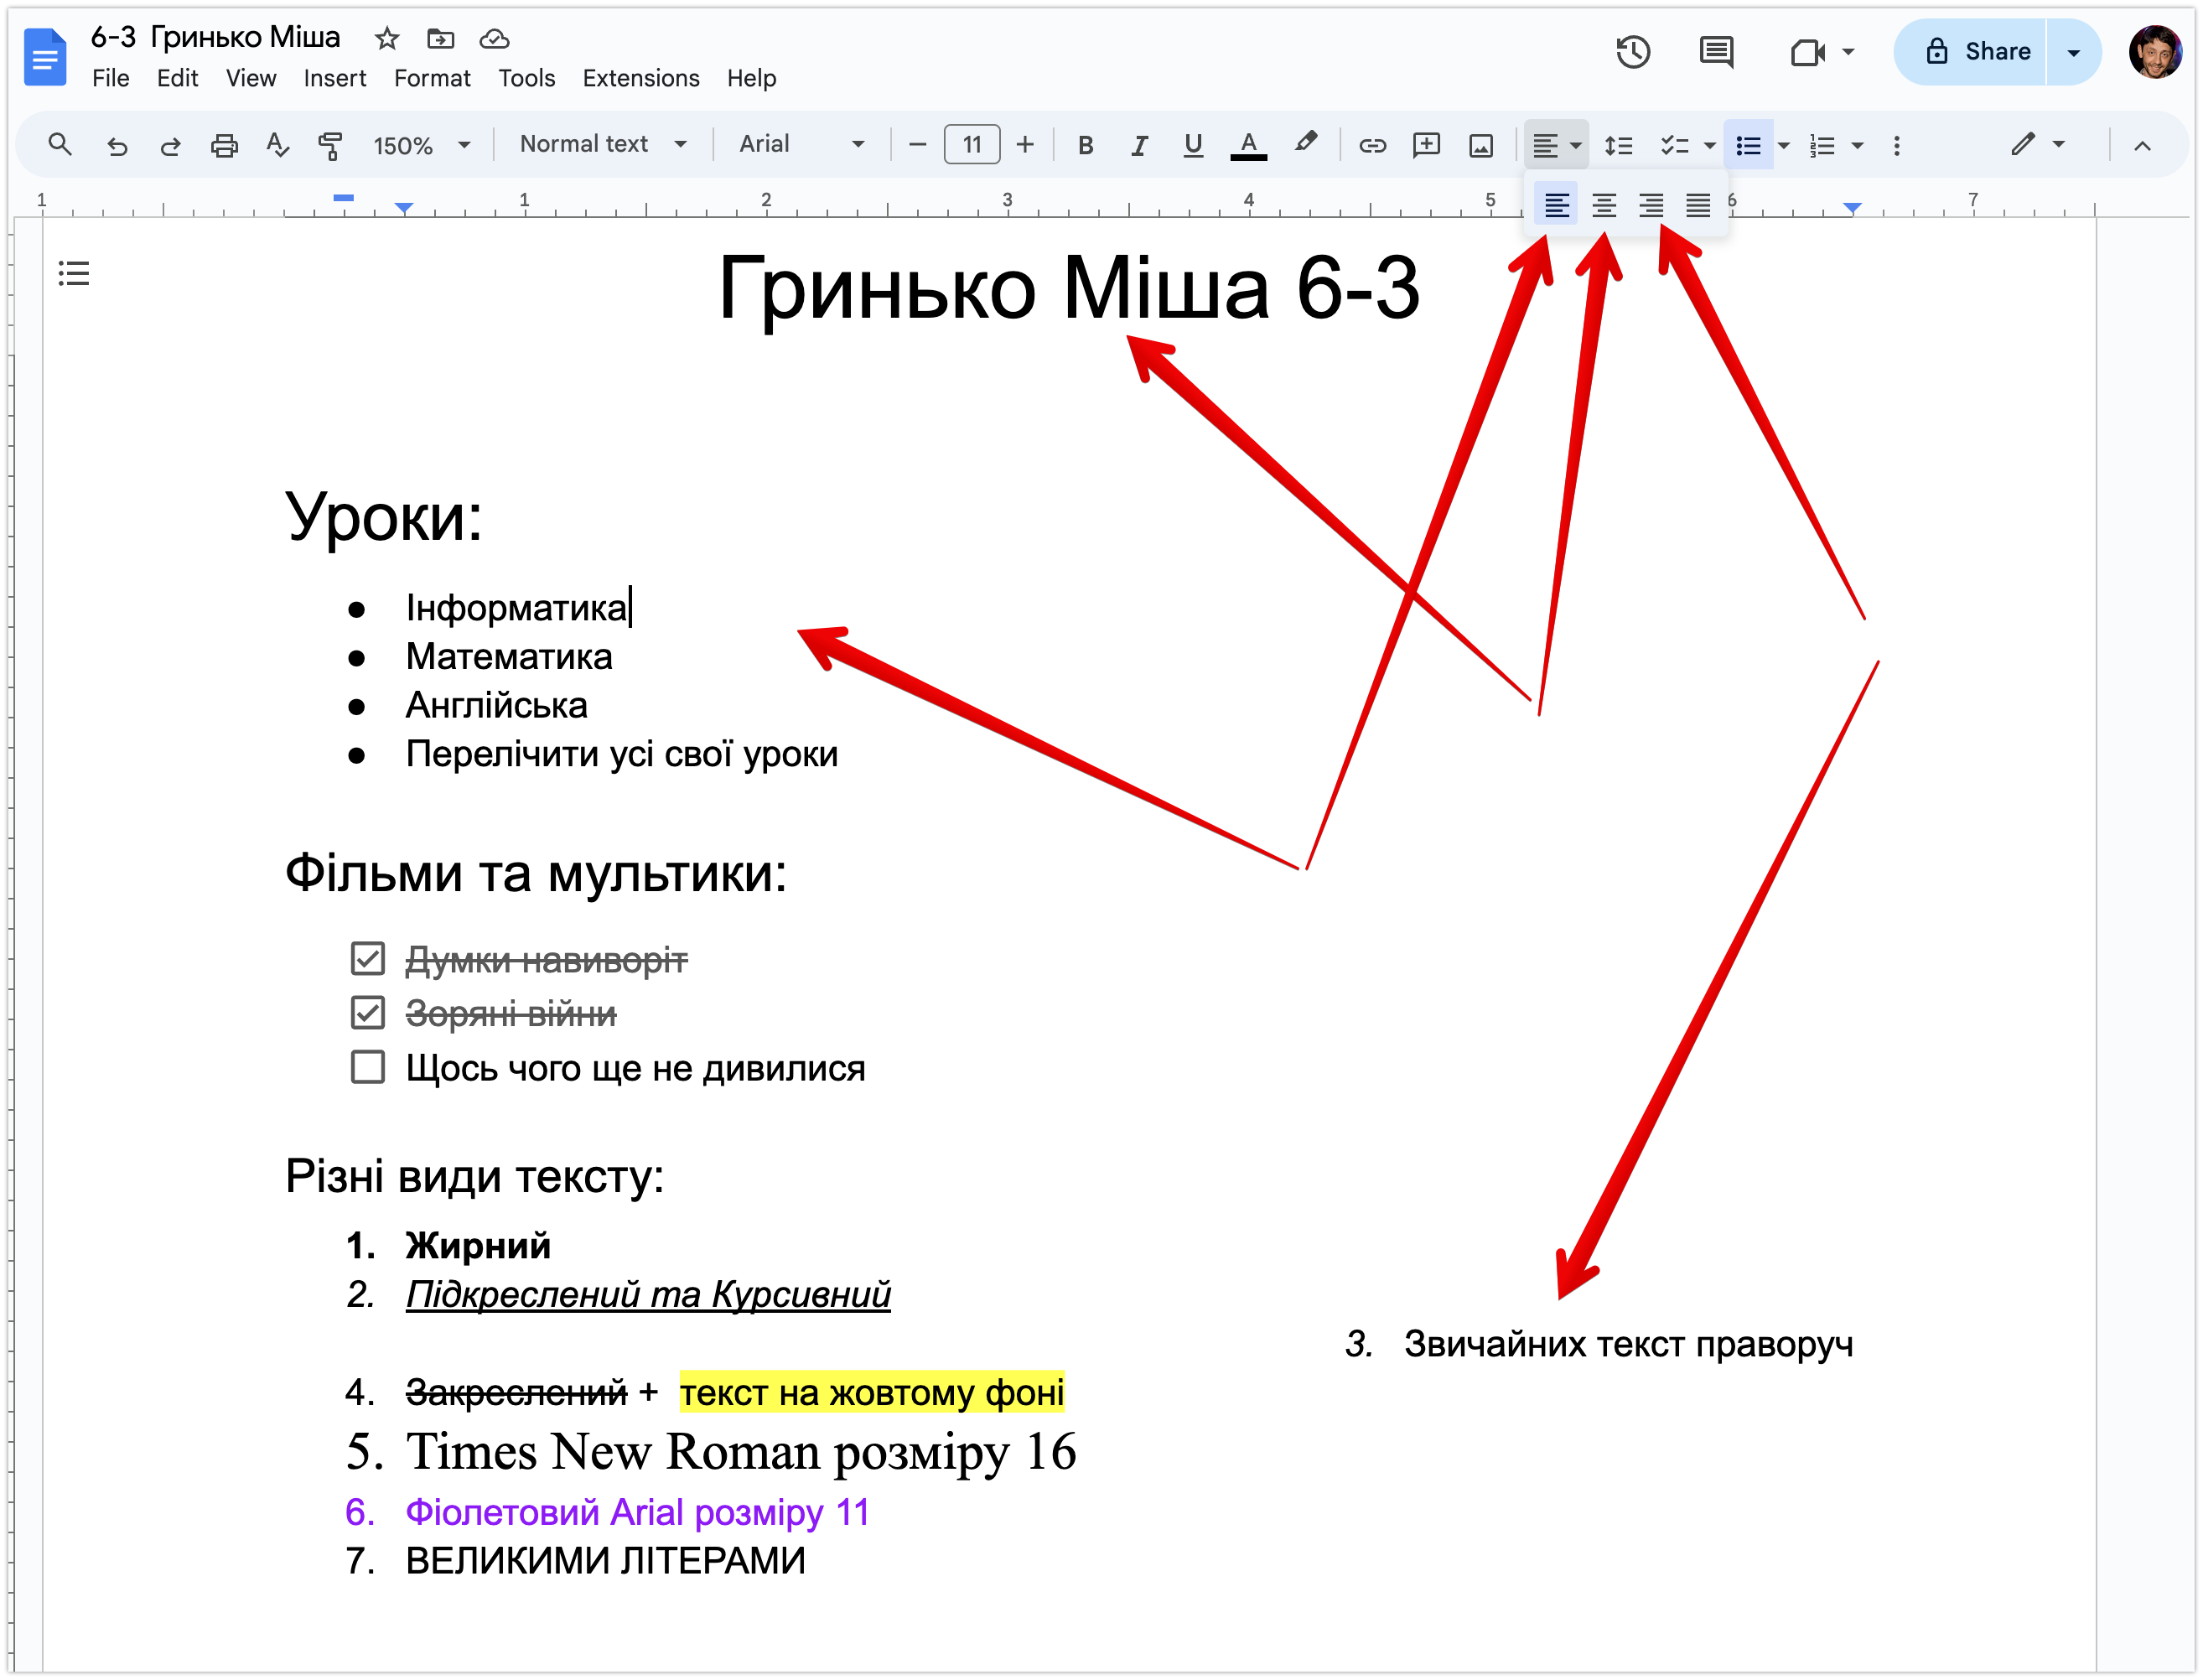 6-3 Гринько Міша
File Edit View Insert Format Tools Extensions Help
Share
150% Normal text Arial 11 B I U A
1 1 2 3 4 5 6 7
Гринько Міша 6-3
Уроки:
● Інформатика
● Математика
● Англійська
● Перелічити усі свої уроки
Фільми та мультики:
Думки навиворіт
Зоряні війни
Щось чого ще не дивилися
Різні види тексту:
1. Жирний
2. Підкреслений та Курсивний
3. Звичайних текст праворуч
4. Закреслений + текст на жовтому фоні
5. Times New Roman розміру 16
6. Фіолетовий Arial розміру 11
7. ВЕЛИКИМИ ЛІТЕРАМИ